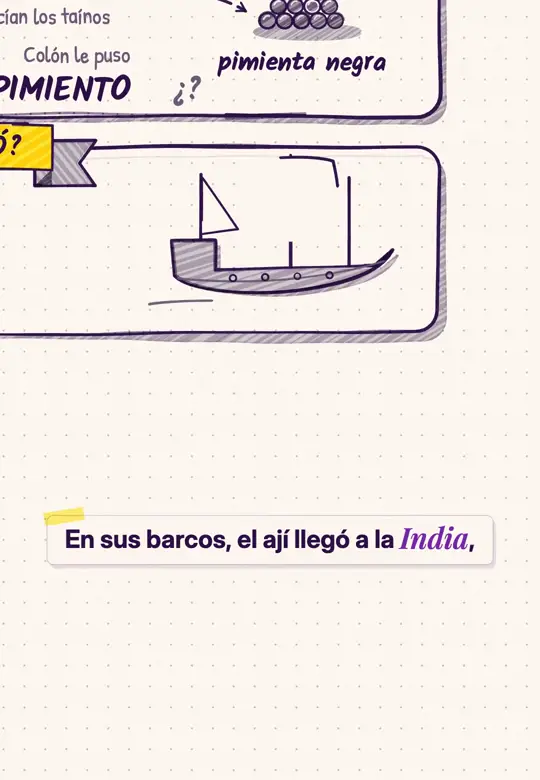 cían los taínos
Colón le puso
PIMIENTO
¿?
pimienta negra
Ó?
En sus barcos, el ají llegó a la India,